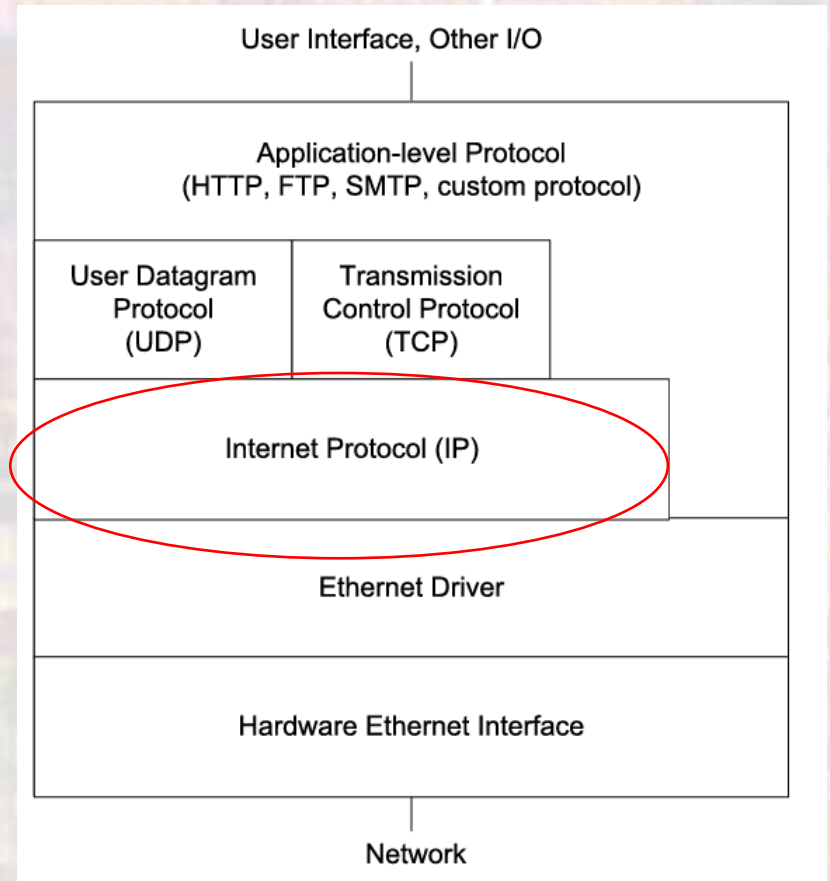 User Interface, Other I/O
Application-level Protocol
(HTTP, FTP, SMTP, custom protocol)
User Datagram
Protocol
(UDP)
Transmission
Control Protocol
(TCP)
Internet Protocol (IP)
Ethernet Driver
Hardware Ethernet Interface
Network